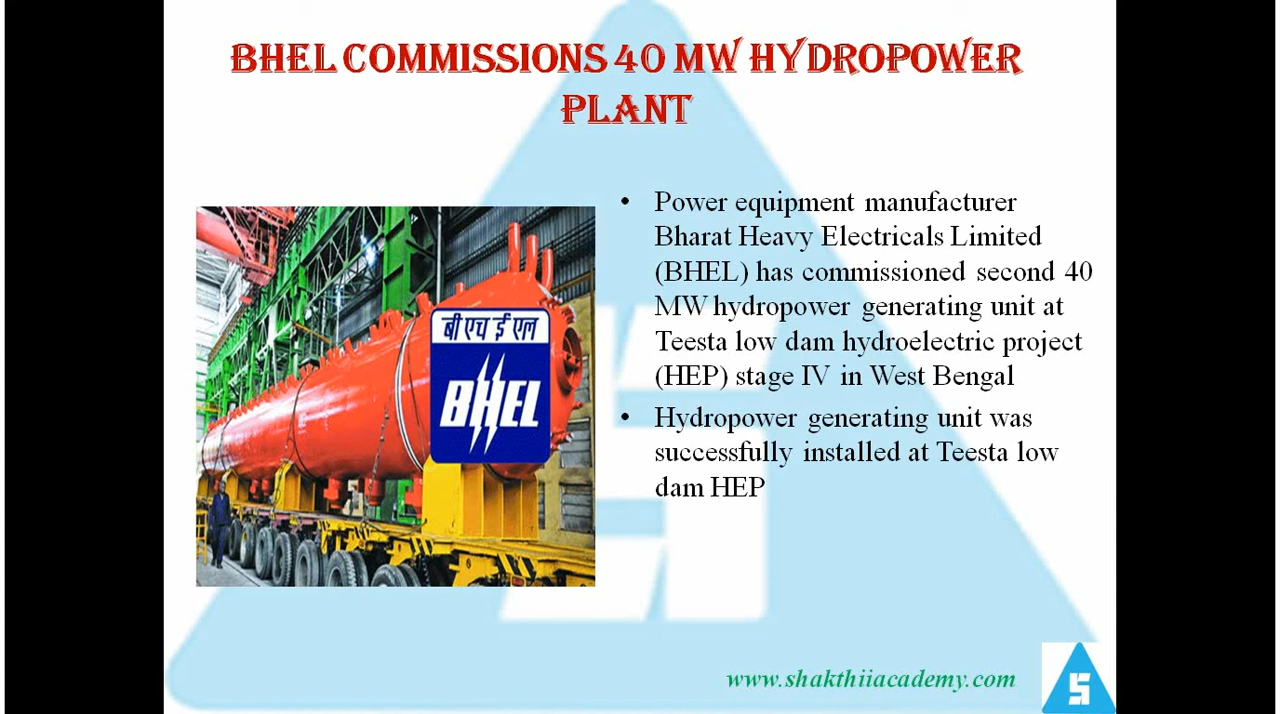 BHEL COMMISSIONS 40 MW HYDROPOWER
PLANT
बी एच ई एल
BHEL
• Power equipment manufacturer
Bharat Heavy Electricals Limited
(BHEL) has commissioned second 40
MW hydropower generating unit at
Teesta low dam hydroelectric project
(HEP) stage IV in West Bengal
• Hydropower generating unit was
successfully installed at Teesta low
dam HEP
www.shakthiiacademy.com
S